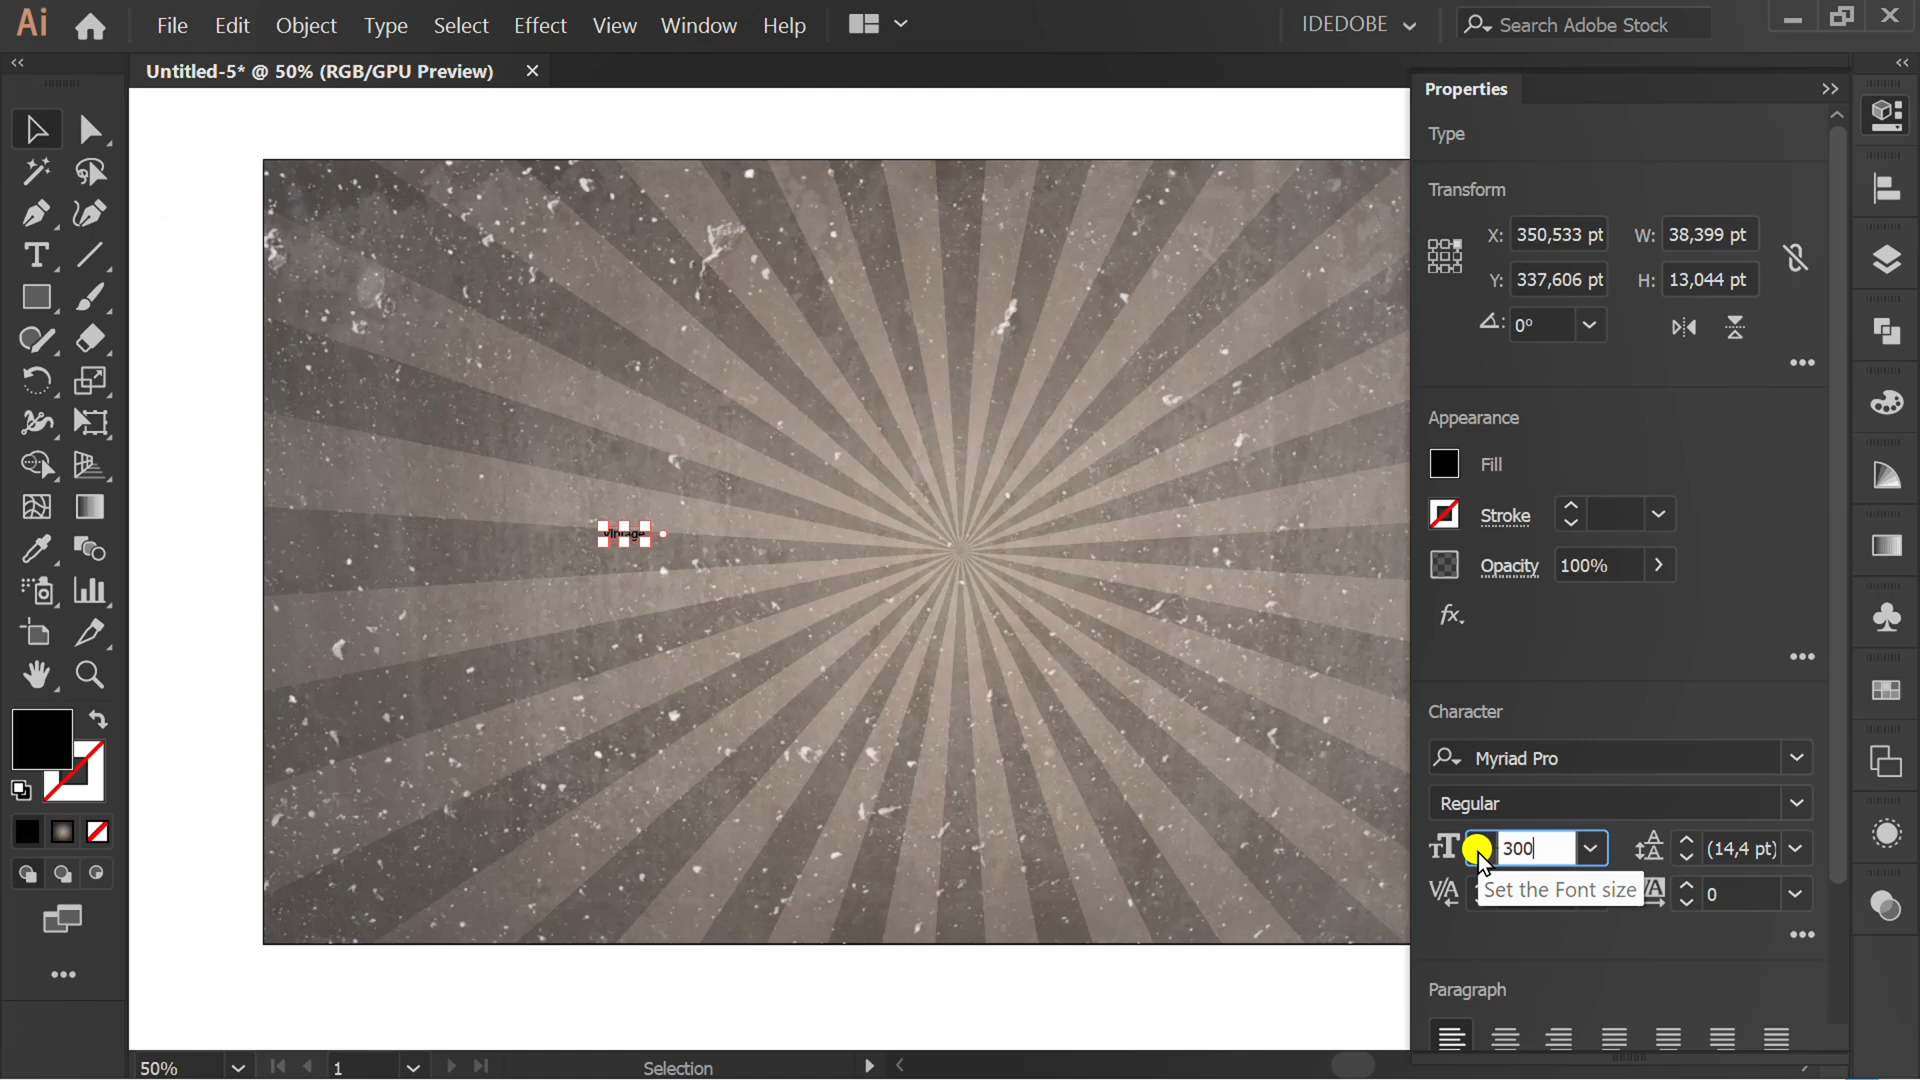 Ai File Edit Object Type Select Effect View Window Help IDEDOBE Search Adobe Stock
Untitled-5* @ 50% (RGB/GPU Preview)
Properties
Type
Transform
X: 350,533 pt W: 38,399 pt
Y: 337,606 pt H: 13,044 pt
0°
Appearance
Fill
Stroke
Opacity 100%
fx
vintage
Character
Myriad Pro
Regular
300 (14,4 pt)
Set the Font size
0
Paragraph
50% 1 Selection